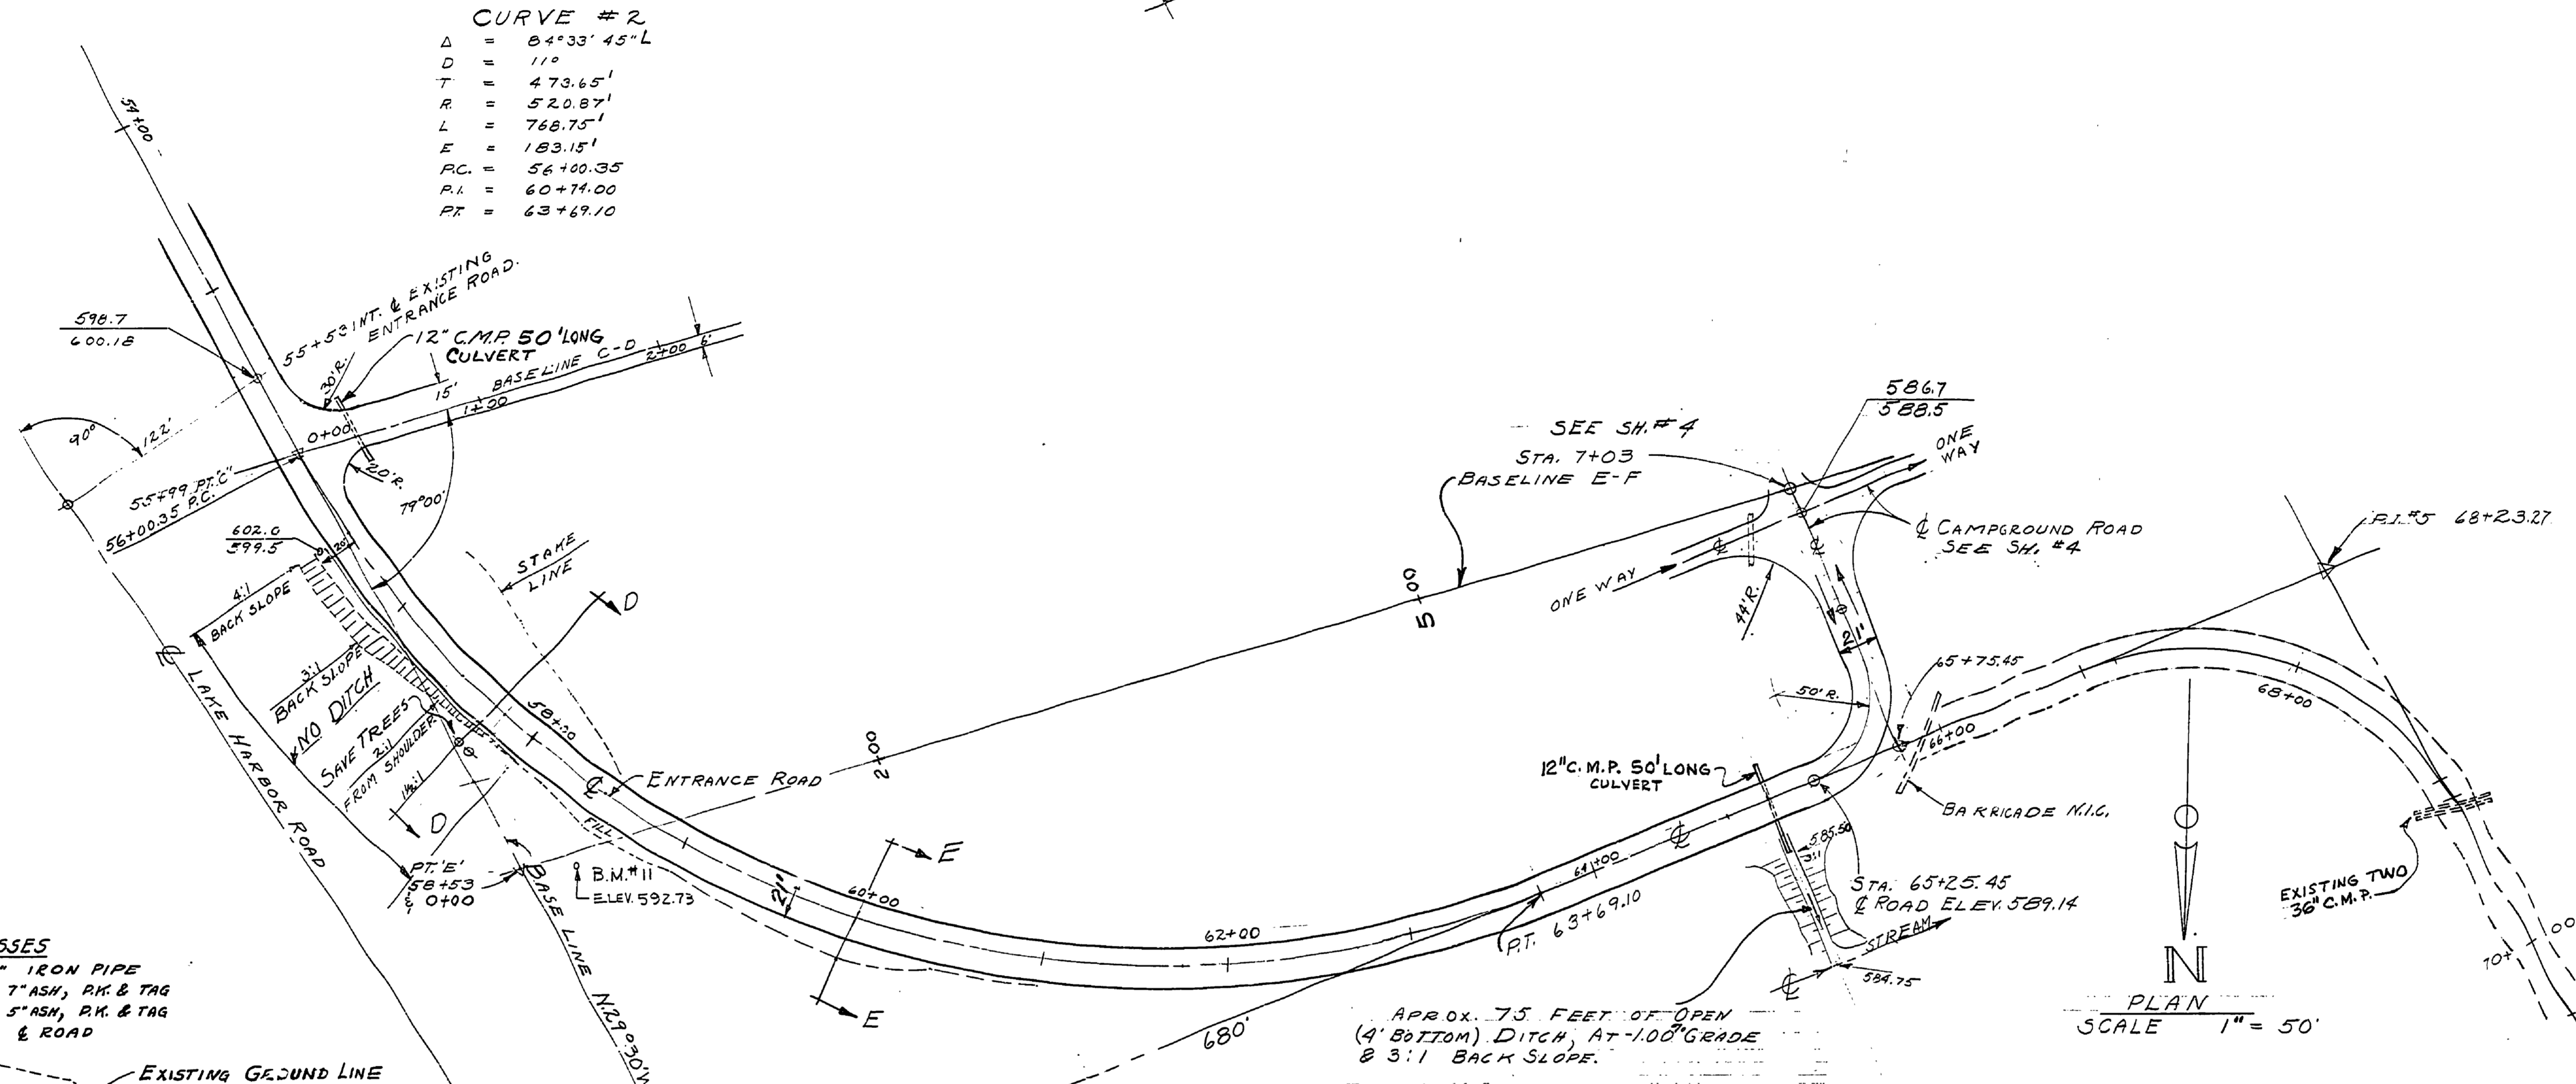 CURVE #2
Δ = 84°33'45"L
D = 11°
T = 473.65'
R. = 520.87'
L = 768.75'
E = 183.15'
P.C. = 56+00.35
P.I. = 60+74.00
P.T. = 63+69.10
54+00
598.7
600.18
55+53 INT. ℄ EXISTING
ENTRANCE ROAD.
12" C.M.P. 50' LONG
CULVERT
30'R.
15'
BASELINE C-D
2+00
6'
1+00
0+00
90°
122'
20'R.
79°00'
55+99 PT."C"
56+00.35 P.C.
602.0
599.5
20'
STAKE
LINE
D
4:1
BACK SLOPE
3:1
BACK SLOPE
NO DITCH
SAVE TREES
2:1
FROM SHOULDER
1½:1
D
℄ LAKE HARBOR ROAD
58+00
℄
ENTRANCE ROAD
FILL
PT.'E'
58+53
& 0+00
B.M.#11
ELEV. 592.73
BASE LINE N.29°30'W
21'
60+00
E
E
62+00
2+00
5+00
SEE SH.#4
STA. 7+03
BASELINE E-F
586.7
588.5
ONE
WAY
ONE WAY
℄
℄
℄ CAMPGROUND ROAD
SEE SH. #4
44'R.
21'
50'R.
65+75.45
66+00
P.I.#5 68+23.27
68+00
12" C.M.P. 50' LONG
CULVERT
℄
64+00
P.T. 63+69.10
585.50
3:1
BARRICADE N.I.C.
STA. 65+25.45
℄ ROAD ELEV. 589.14
STREAM
℄
584.75
EXISTING TWO
36" C.M.P.
70+00
N
PLAN
SCALE 1" = 50'
680'
APROX. 75 FEET OF OPEN
(4' BOTTOM) DITCH, AT -1.00% GRADE
& 3:1 BACK SLOPE.
SSES
" IRON PIPE
7" ASH, P.K. & TAG
5" ASH, P.K. & TAG
℄ ROAD
EXISTING GROUND LINE